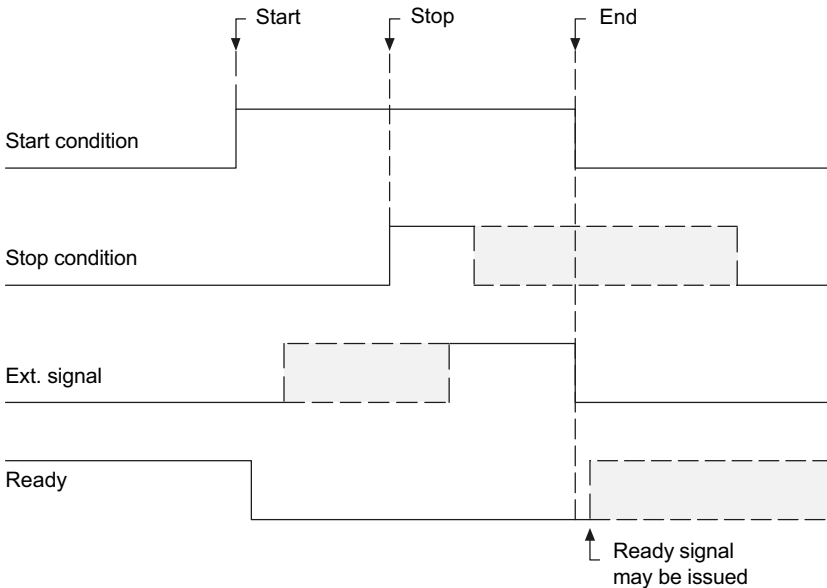 Start
Stop
End
Start condition
Stop condition
Ext. signal
Ready
Ready signal
may be issued